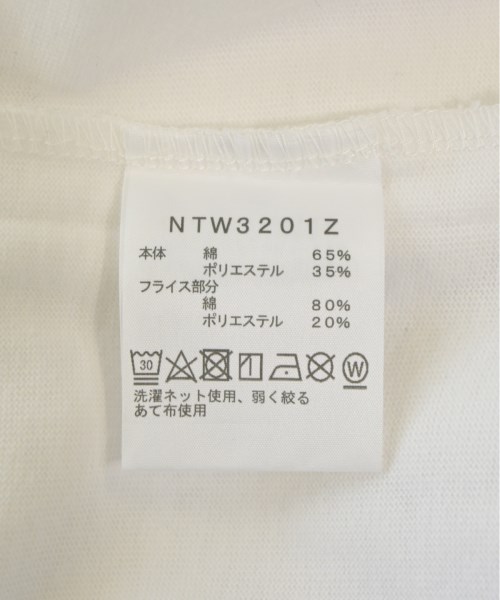 NTW3201Z
本体 綿 65%
ポリエステル 35%
フライス部分
綿 80%
ポリエステル 20%
30 W
洗濯ネット使用、弱く絞る
あて布使用